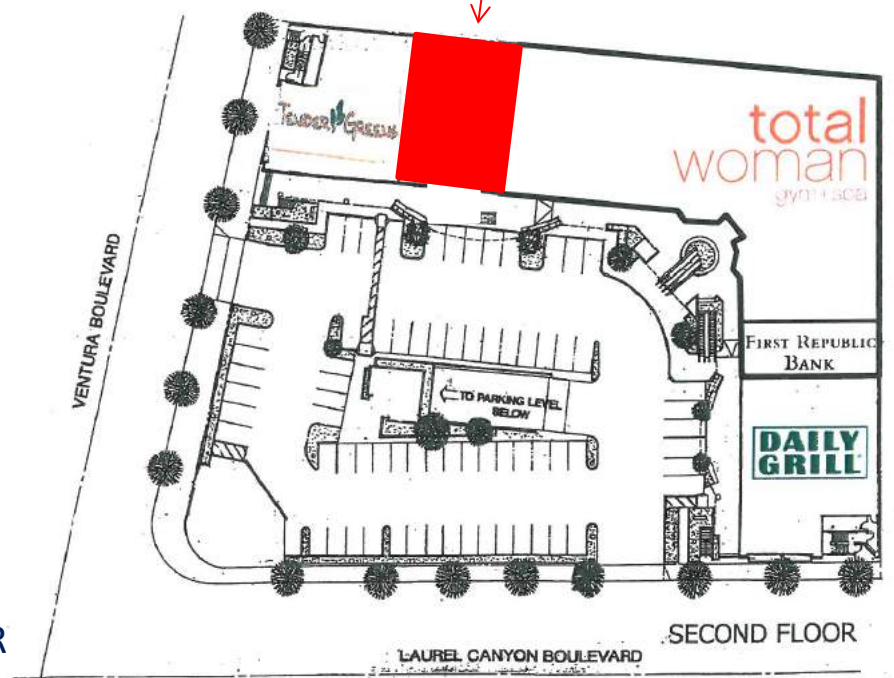 TENDER GREENS
total
woman
gym+spa
VENTURA BOULEVARD
FIRST REPUBLIC
BANK
TO PARKING LEVEL
BELOW
DAILY
GRILL
R
SECOND FLOOR
LAUREL CANYON BOULEVARD